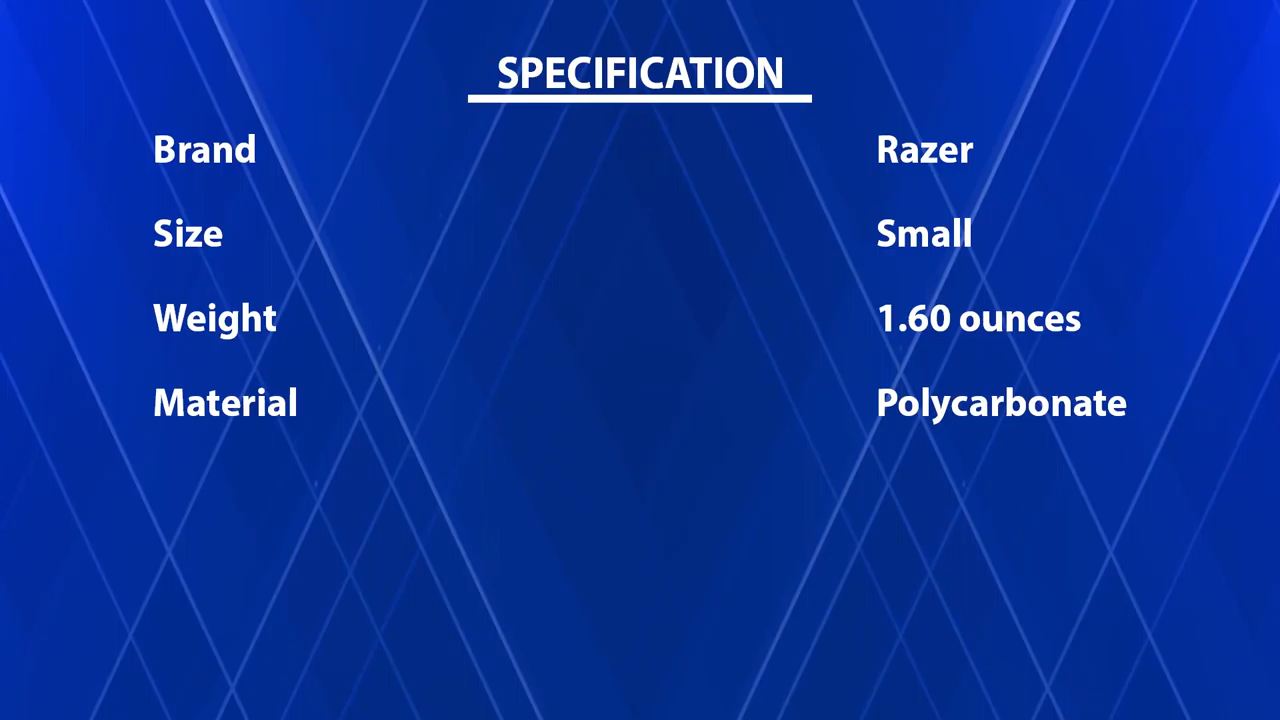 SPECIFICATION
Brand Razer
Size Small
Weight 1.60 ounces
Material Polycarbonate